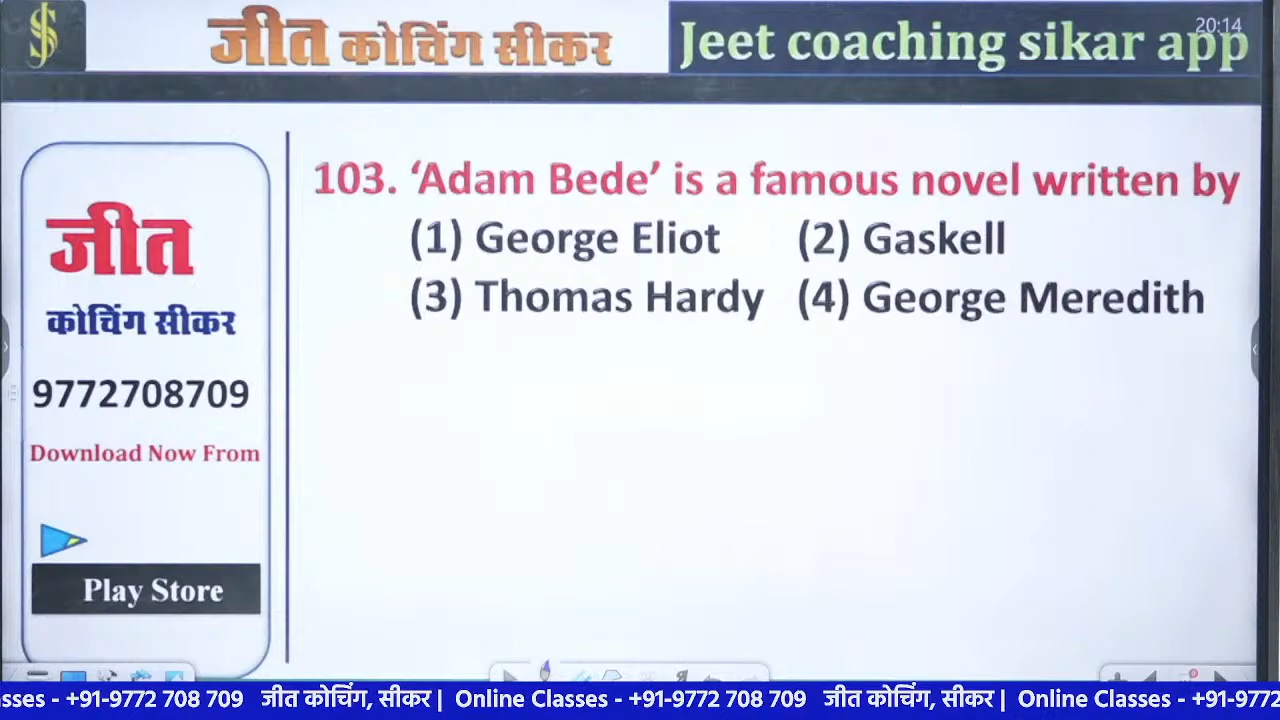 जीत कोचिंग सीकर
Jeet coaching sikar app
20:14
जीत
कोचिंग सीकर
9772708709
Download Now From
Play Store
103. ‘Adam Bede’ is a famous novel written by
(1) George Eliot (2) Gaskell
(3) Thomas Hardy (4) George Meredith
sses - +91-9772 708 709 जीत कोचिंग, सीकर | Online Classes - +91-9772 708 709 जीत कोचिंग, सीकर | Online Classes - +91-9772